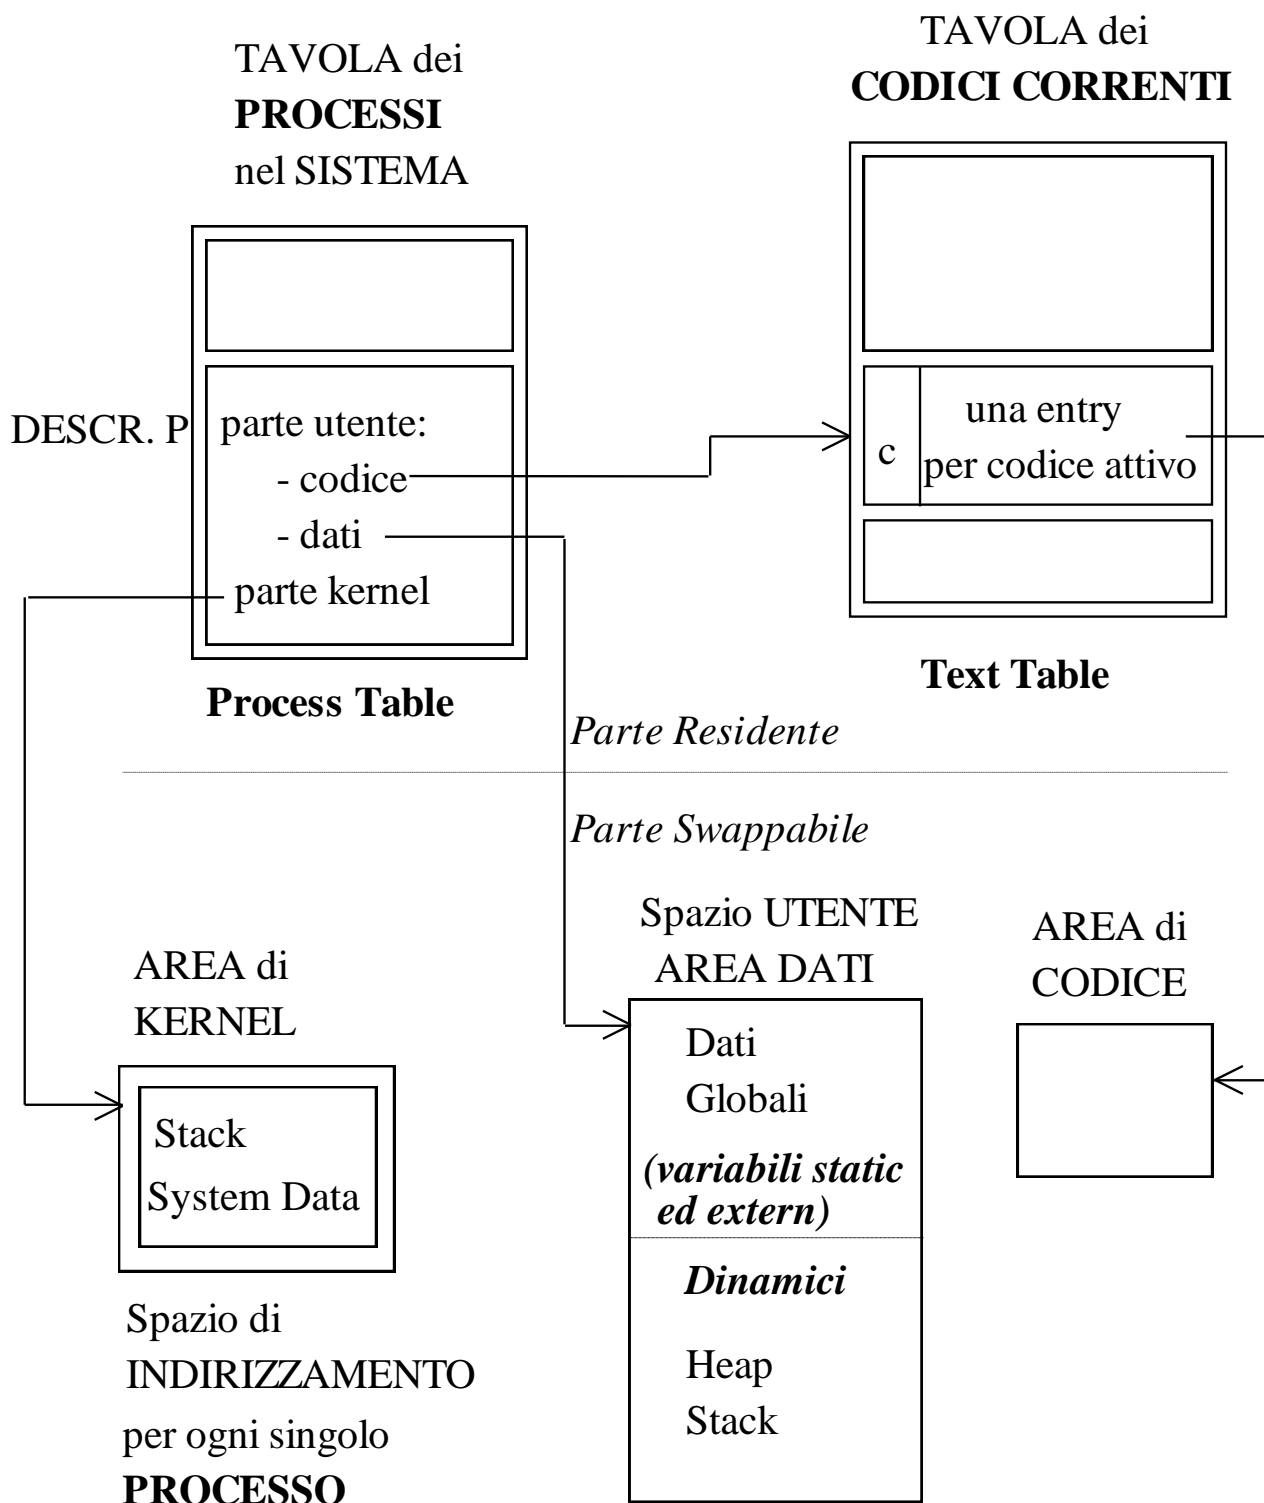 TAVOLA dei
PROCESSI
nel SISTEMA
TAVOLA dei
CODICI CORRENTI
DESCR. P
parte utente:
- codice
- dati
parte kernel
c
una entry
per codice attivo
Process Table
Text Table
Parte Residente
Parte Swappabile
AREA di
KERNEL
Stack
System Data
Spazio di
INDIRIZZAMENTO
per ogni singolo
PROCESSO
Spazio UTENTE
AREA DATI
Dati
Globali
(variabili static
ed extern)
Dinamici
Heap
Stack
AREA di
CODICE